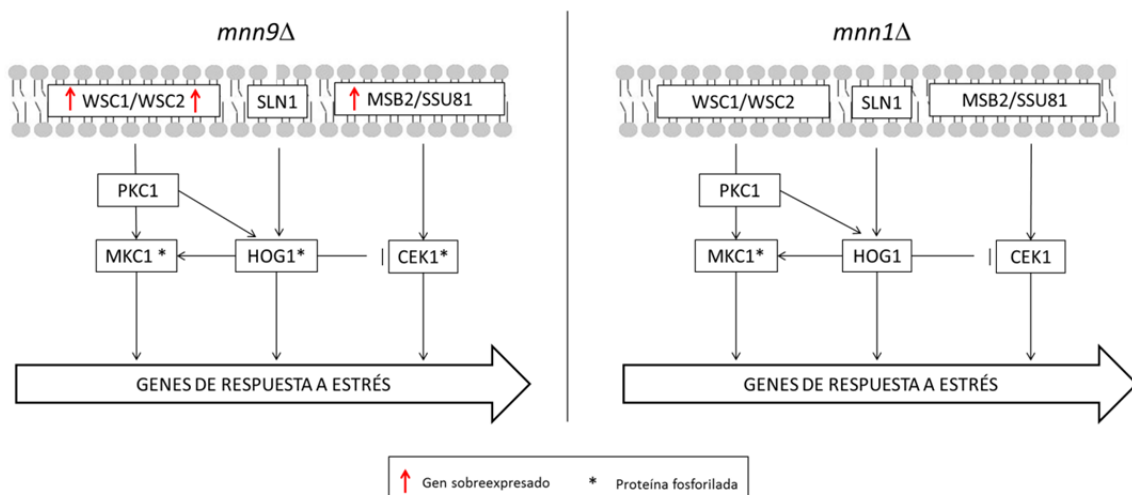 mnn9Δ
WSC1/WSC2
SLN1
MSB2/SSU81
PKC1
MKC1 *
HOG1*
CEK1*
GENES DE RESPUESTA A ESTRÉS
mnn1Δ
WSC1/WSC2
SLN1
MSB2/SSU81
PKC1
MKC1*
HOG1
CEK1
GENES DE RESPUESTA A ESTRÉS
Gen sobreexpresado
* Proteína fosforilada